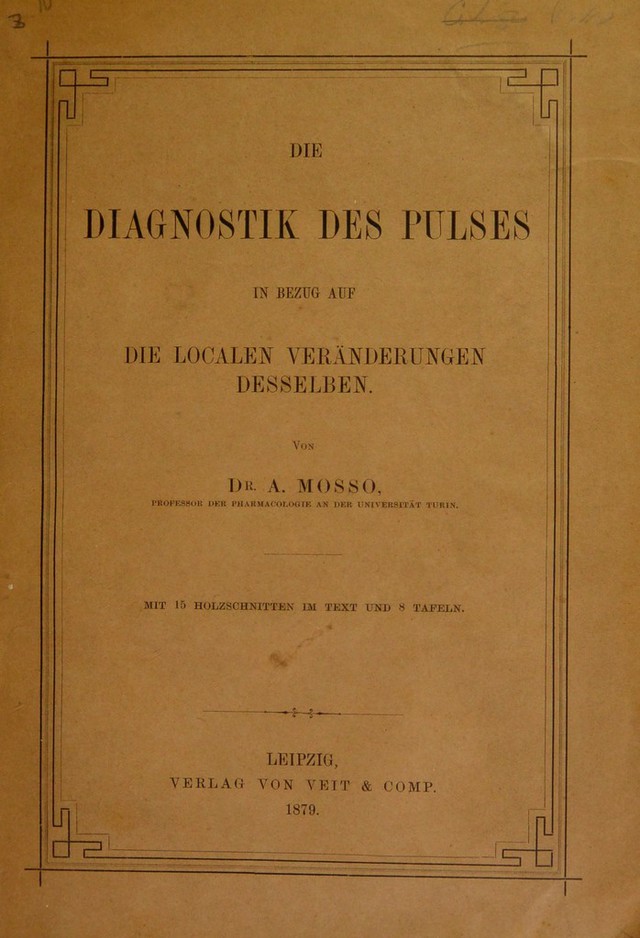 DIE
DIAGNOSTIK DES PULSES
IN BEZUG AUF
DIE LOCALEN VERÄNDERUNGEN
DESSELBEN.
VON
DR. A. MOSSO,
PROFESSOR DER PHARMACOLOGIE AN DER UNIVERSITÄT TURIN.
MIT 15 HOLZSCHNITTEN IM TEXT UND 8 TAFELN.
LEIPZIG,
VERLAG VON VEIT & COMP.
1879.